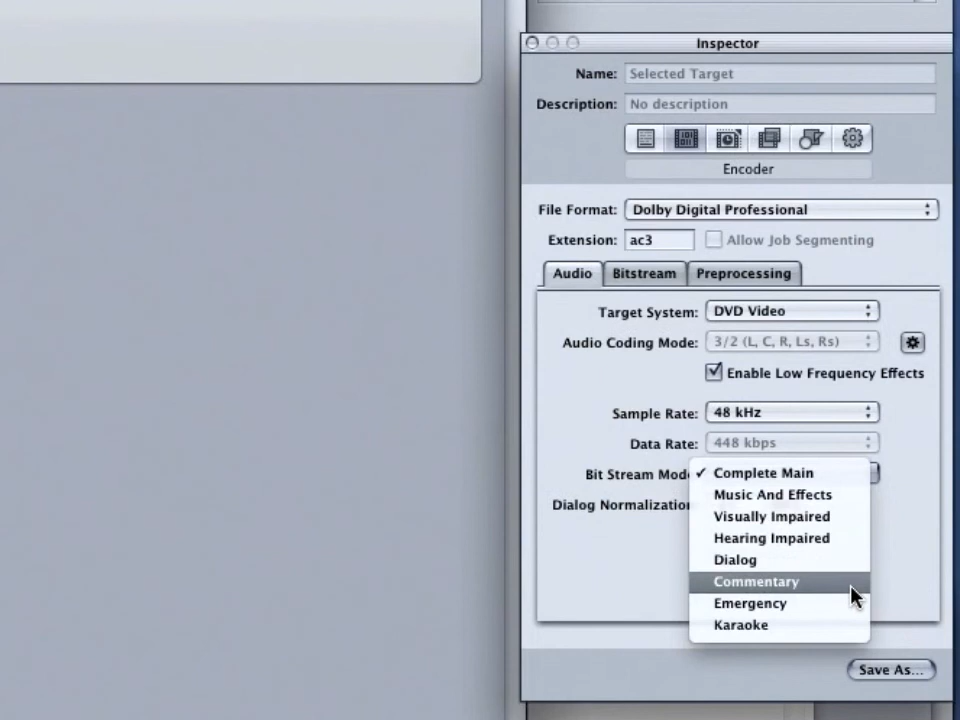 Inspector
Name: Selected Target
Description: No description
Encoder
File Format: Dolby Digital Professional
Extension: ac3 Allow Job Segmenting
Audio Bitstream Preprocessing
Target System: DVD Video
Audio Coding Mode: 3/2 (L, C, R, Ls, Rs)
Enable Low Frequency Effects
Sample Rate: 48 kHz
Data Rate: 448 kbps
Bit Stream Mod ✓ Complete Main
Music And Effects
Dialog Normalization
Visually Impaired
Hearing Impaired
Dialog
Commentary
Emergency
Karaoke
Save As...